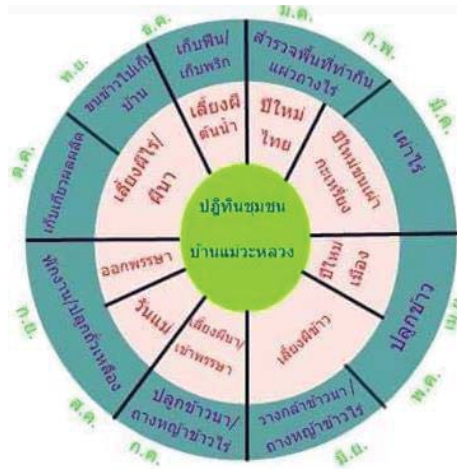 ปฏิทินชุมชน
บ้านแม่วะหลวง
ม.ค.
ก.พ.
มี.ค.
เม.ย.
พ.ค.
มิ.ย.
ก.ค.
ส.ค.
ก.ย.
ต.ค.
พ.ย.
ธ.ค.
สำรวจพื้นที่ทำกิน
แผ้วถางไร่
เผาไร่
ปลูกข้าว
วางกล้าข้าวนา/
ถางหญ้าข้าวไร่
ปลูกข้าวนา/
ถางหญ้าข้าวไร่
พักงาน/ปลูกถั่วเหลือง
เก็บเกี่ยวผลผลิต
ขนข้าวไปเก็บ
บ้าน
เก็บฟืน/
เก็บพริก
ปีใหม่
ไทย
ปีใหม่ชนเผ่า
กะเหรี่ยง
ปีใหม่
เมือง
เลี้ยงผีข้าว
เลี้ยงผีนา/
เข้าพรรษา
วันแม่
ออกพรรษา
เลี้ยงผีไร่/
ผีนา
เลี้ยงผี
ต้นน้ำ